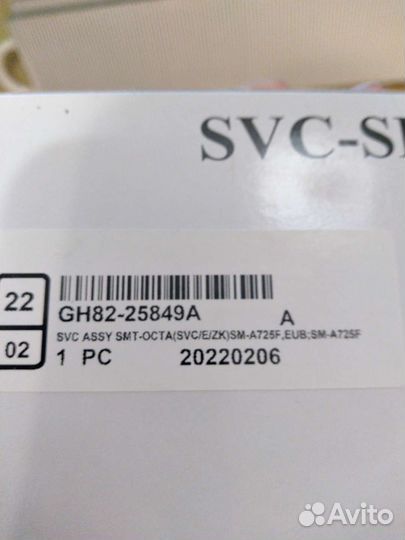 SVC-S
22
02
GH82-25849A
A
SVC ASSY SMT-OCTA(SVC/E/ZK)SM-A725F,EUB;SM-A725F
1 PC 20220206
Avito